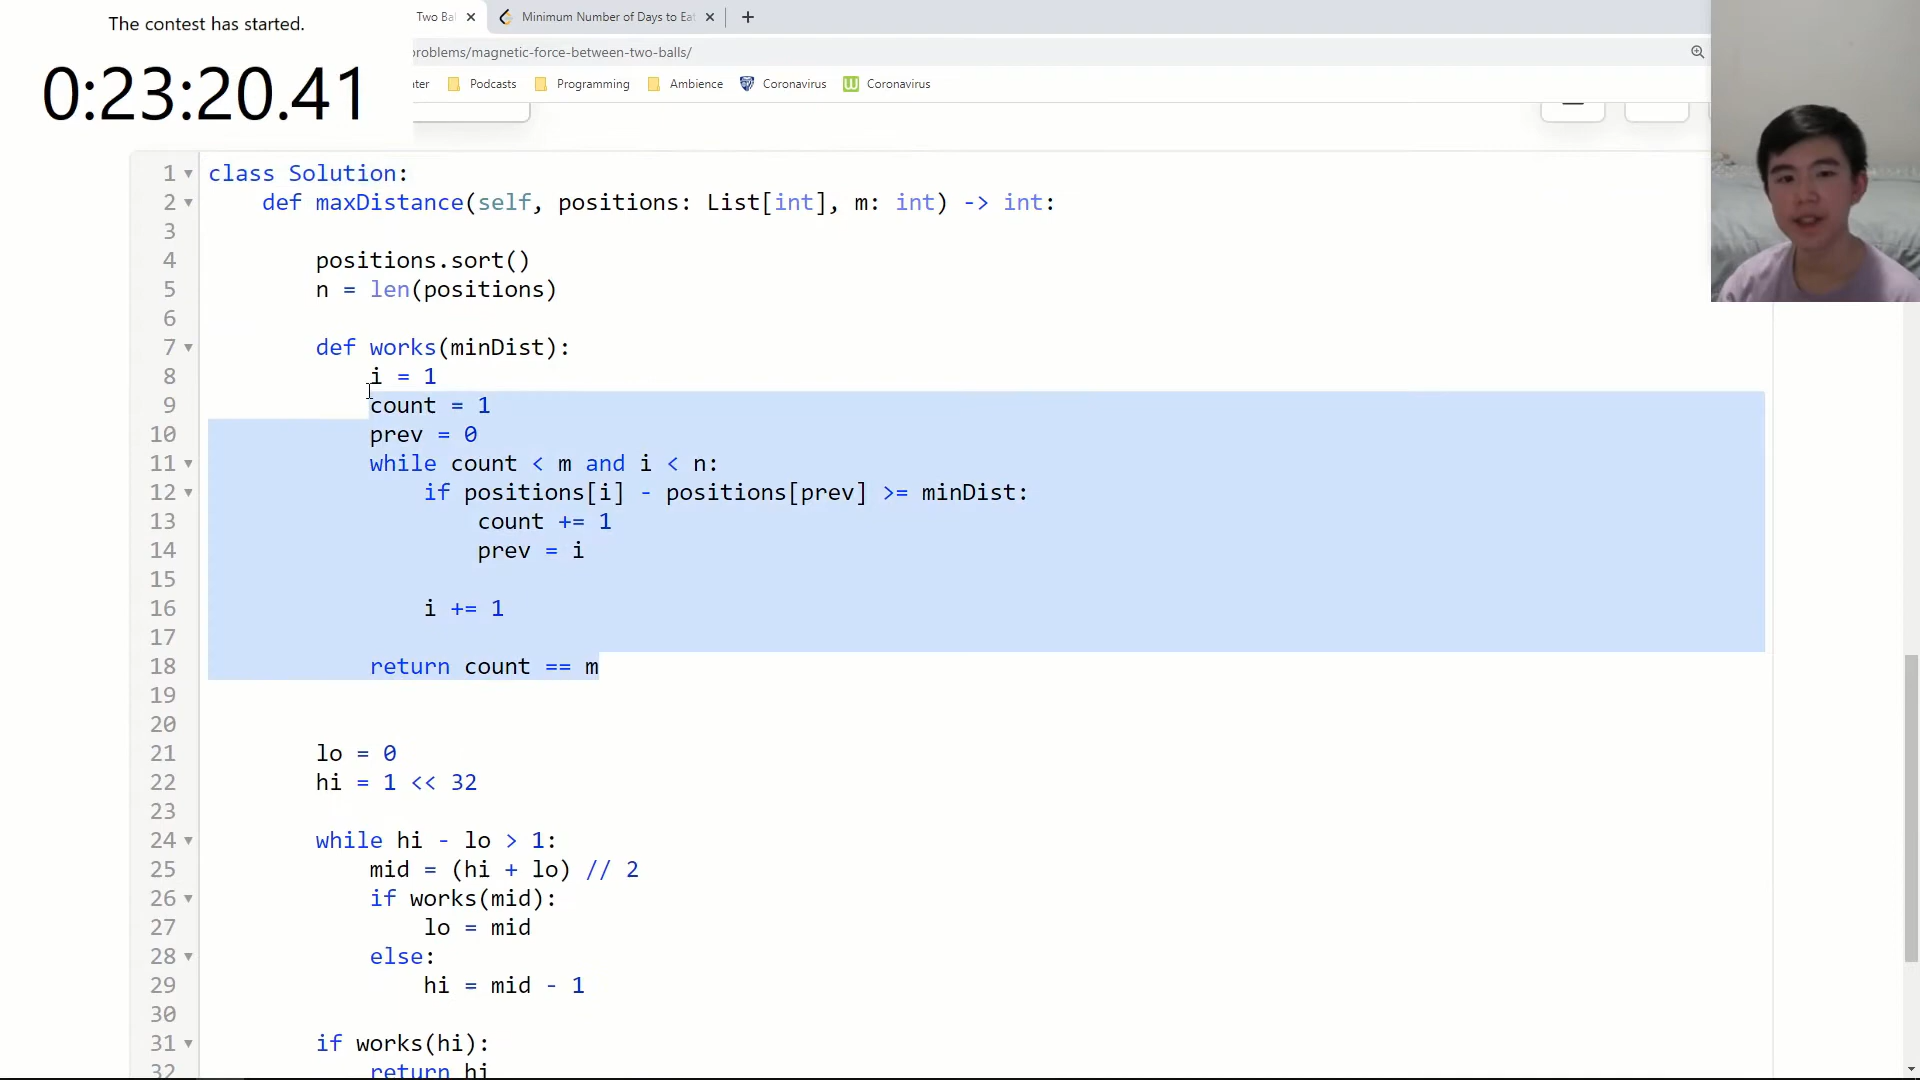 The contest has started.
0:23:20.41
Two Ba
Minimum Number of Days to Eat
problems/magnetic-force-between-two-balls/
ter
Podcasts
Programming
Ambience
Coronavirus
Coronavirus
1 class Solution:
2 def maxDistance(self, positions: List[int], m: int) -> int:
3
4 positions.sort()
5 n = len(positions)
6
7 def works(minDist):
8 i = 1
9 count = 1
10 prev = 0
11 while count < m and i < n:
12 if positions[i] - positions[prev] >= minDist:
13 count += 1
14 prev = i
15
16 i += 1
17
18 return count == m
19
20
21 lo = 0
22 hi = 1 << 32
23
24 while hi - lo > 1:
25 mid = (hi + lo) // 2
26 if works(mid):
27 lo = mid
28 else:
29 hi = mid - 1
30
31 if works(hi):
32 return hi